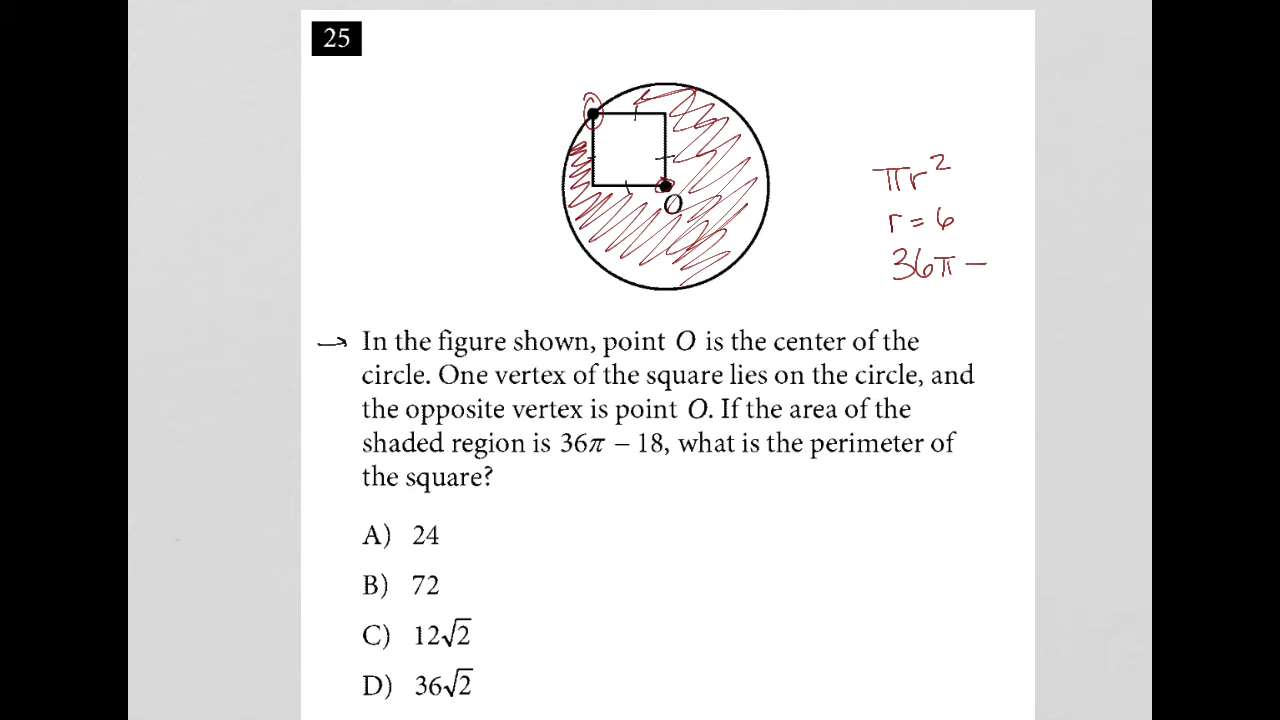 25
O
πr²
r = 6
36π −
→ In the figure shown, point O is the center of the
circle. One vertex of the square lies on the circle, and
the opposite vertex is point O. If the area of the
shaded region is 36π − 18, what is the perimeter of
the square?
A) 24
B) 72
C) 12√2
D) 36√2